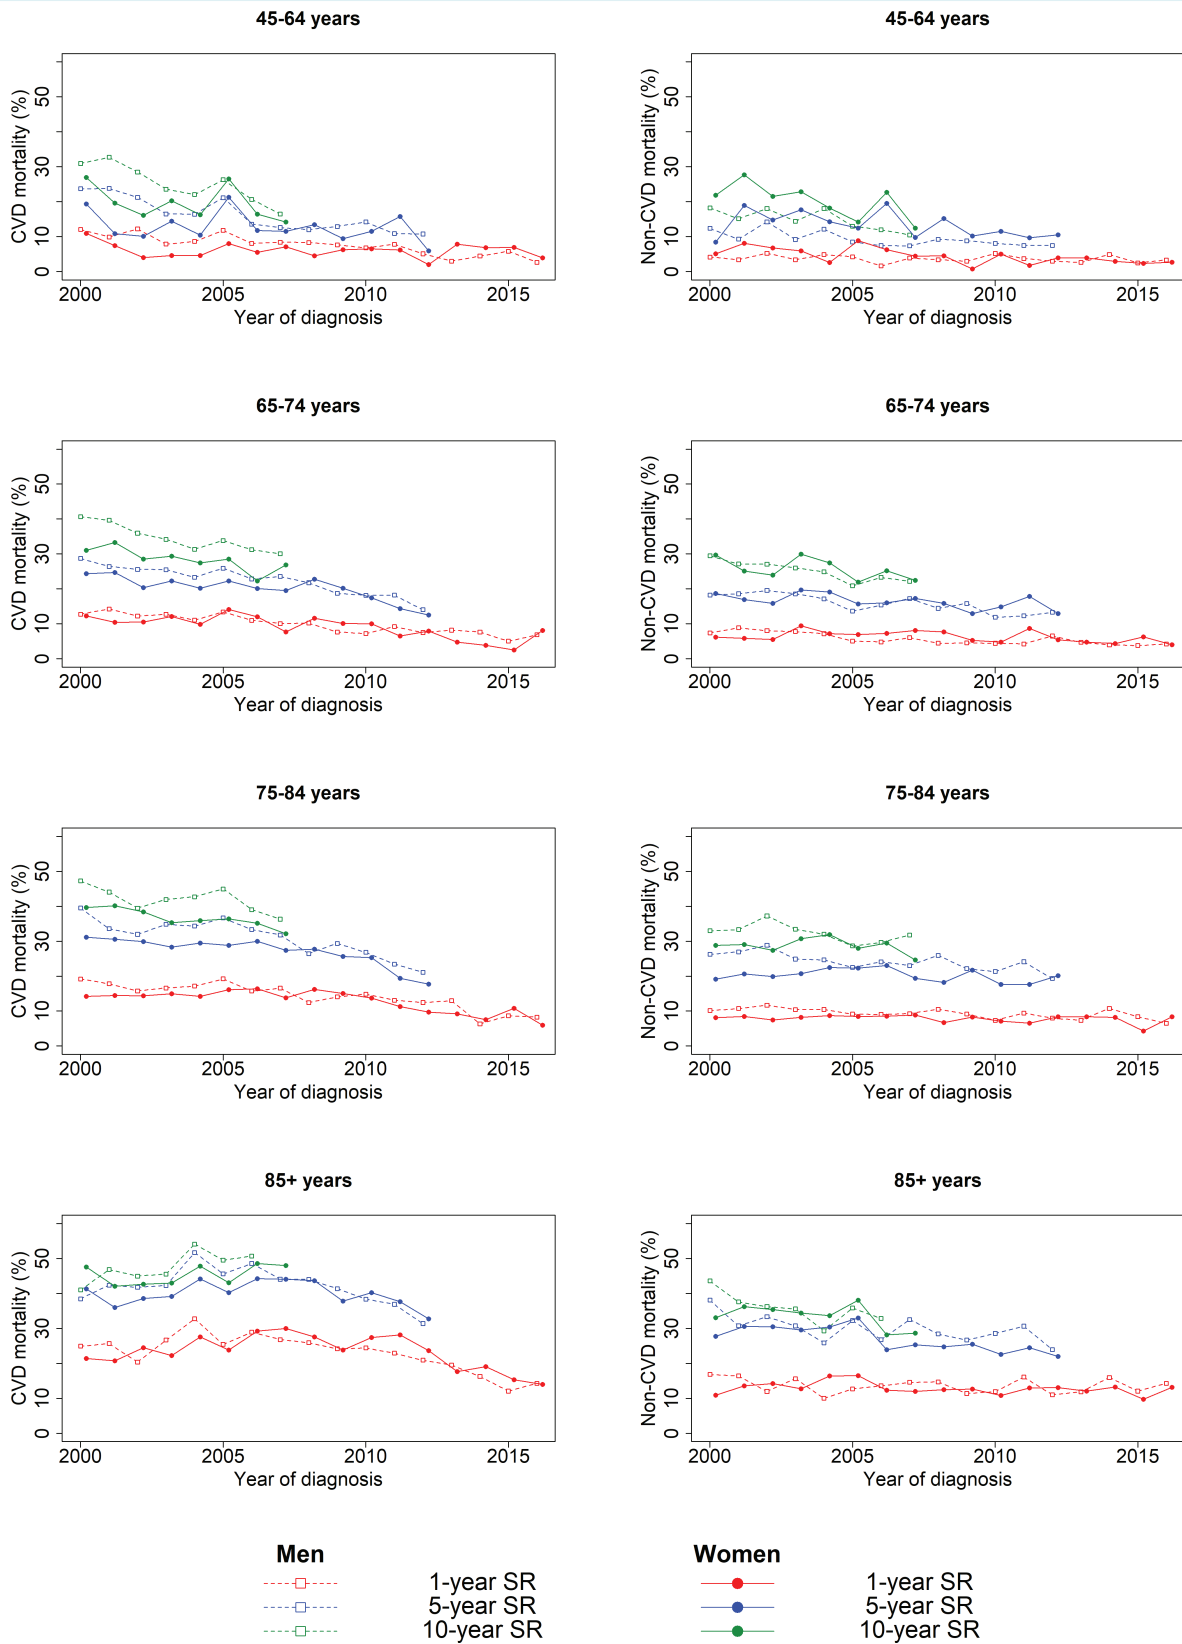 45-64 years
45-64 years
CVD mortality (%)
50
30
10
0
2000 2005 2010 2015
Year of diagnosis
Non-CVD mortality (%)
50
30
10
0
2000 2005 2010 2015
Year of diagnosis
65-74 years
65-74 years
CVD mortality (%)
50
30
10
0
2000 2005 2010 2015
Year of diagnosis
Non-CVD mortality (%)
50
30
10
0
2000 2005 2010 2015
Year of diagnosis
75-84 years
75-84 years
CVD mortality (%)
50
30
10
0
2000 2005 2010 2015
Year of diagnosis
Non-CVD mortality (%)
50
30
10
0
2000 2005 2010 2015
Year of diagnosis
85+ years
85+ years
CVD mortality (%)
50
30
10
0
2000 2005 2010 2015
Year of diagnosis
Non-CVD mortality (%)
50
30
10
0
2000 2005 2010 2015
Year of diagnosis
Men
1-year SR
5-year SR
10-year SR
Women
1-year SR
5-year SR
10-year SR